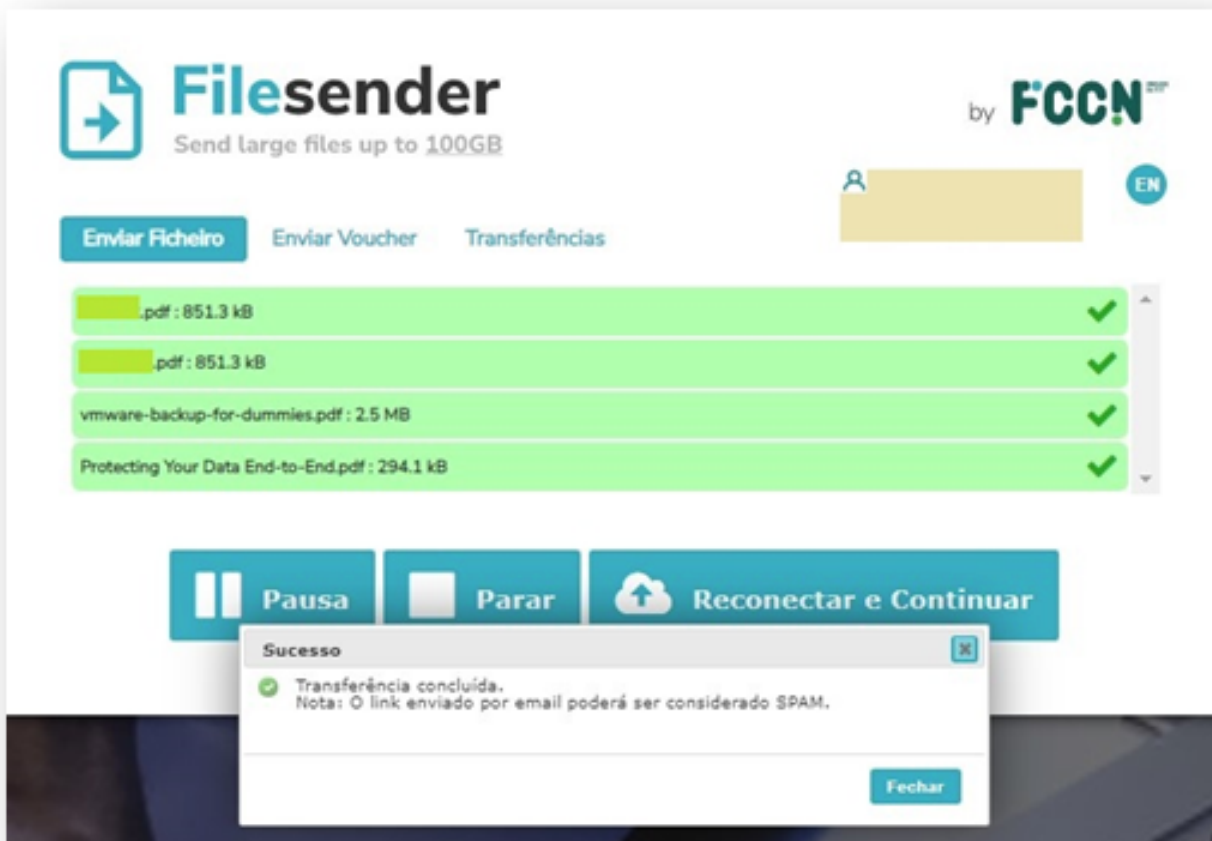 Filesender
Send large files up to 100GB
by FCCN
EN
Enviar Ficheiro Enviar Voucher Transferências
.pdf : 851.3 kB
.pdf : 851.3 kB
vmware-backup-for-dummies.pdf : 2.5 MB
Protecting Your Data End-to-End.pdf : 294.1 kB
Pausa Parar Reconectar e Continuar
Sucesso
Transferência concluída.
Nota: O link enviado por email poderá ser considerado SPAM.
Fechar